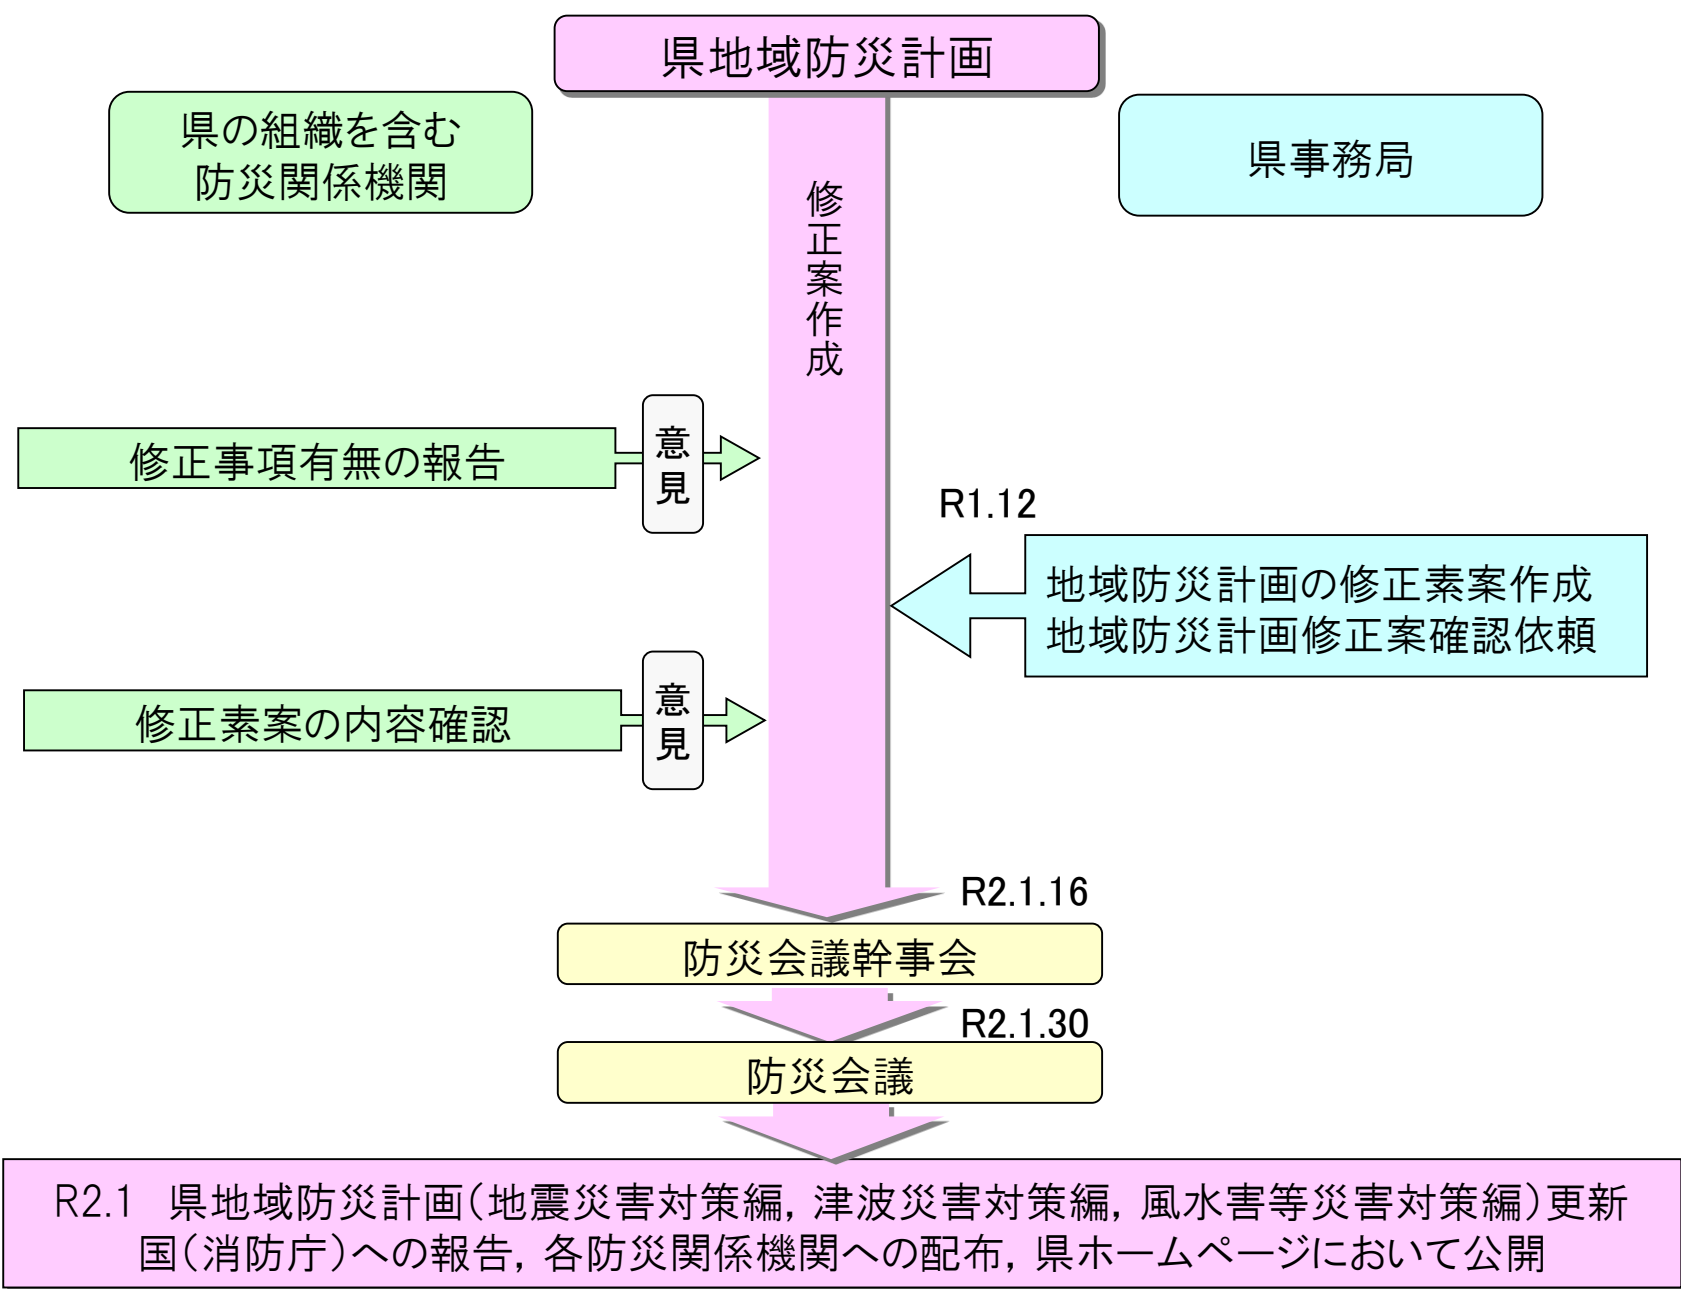 県地域防災計画
県の組織を含む
防災関係機関
県事務局
修正案作成
修正事項有無の報告
意見
R1.12
地域防災計画の修正素案作成
地域防災計画修正案確認依頼
修正素案の内容確認
意見
R2.1.16
防災会議幹事会
R2.1.30
防災会議
R2.1　県地域防災計画（地震災害対策編，津波災害対策編，風水害等災害対策編）更新
国（消防庁）への報告，各防災関係機関への配布，県ホームページにおいて公開